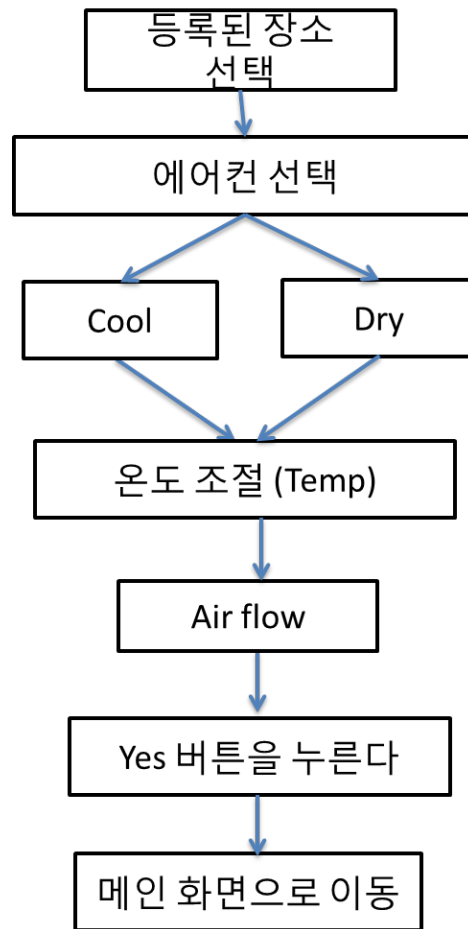 등록된 장소
선택
에어컨 선택
Cool
Dry
온도 조절 (Temp)
Air flow
Yes 버튼을 누른다
메인 화면으로 이동